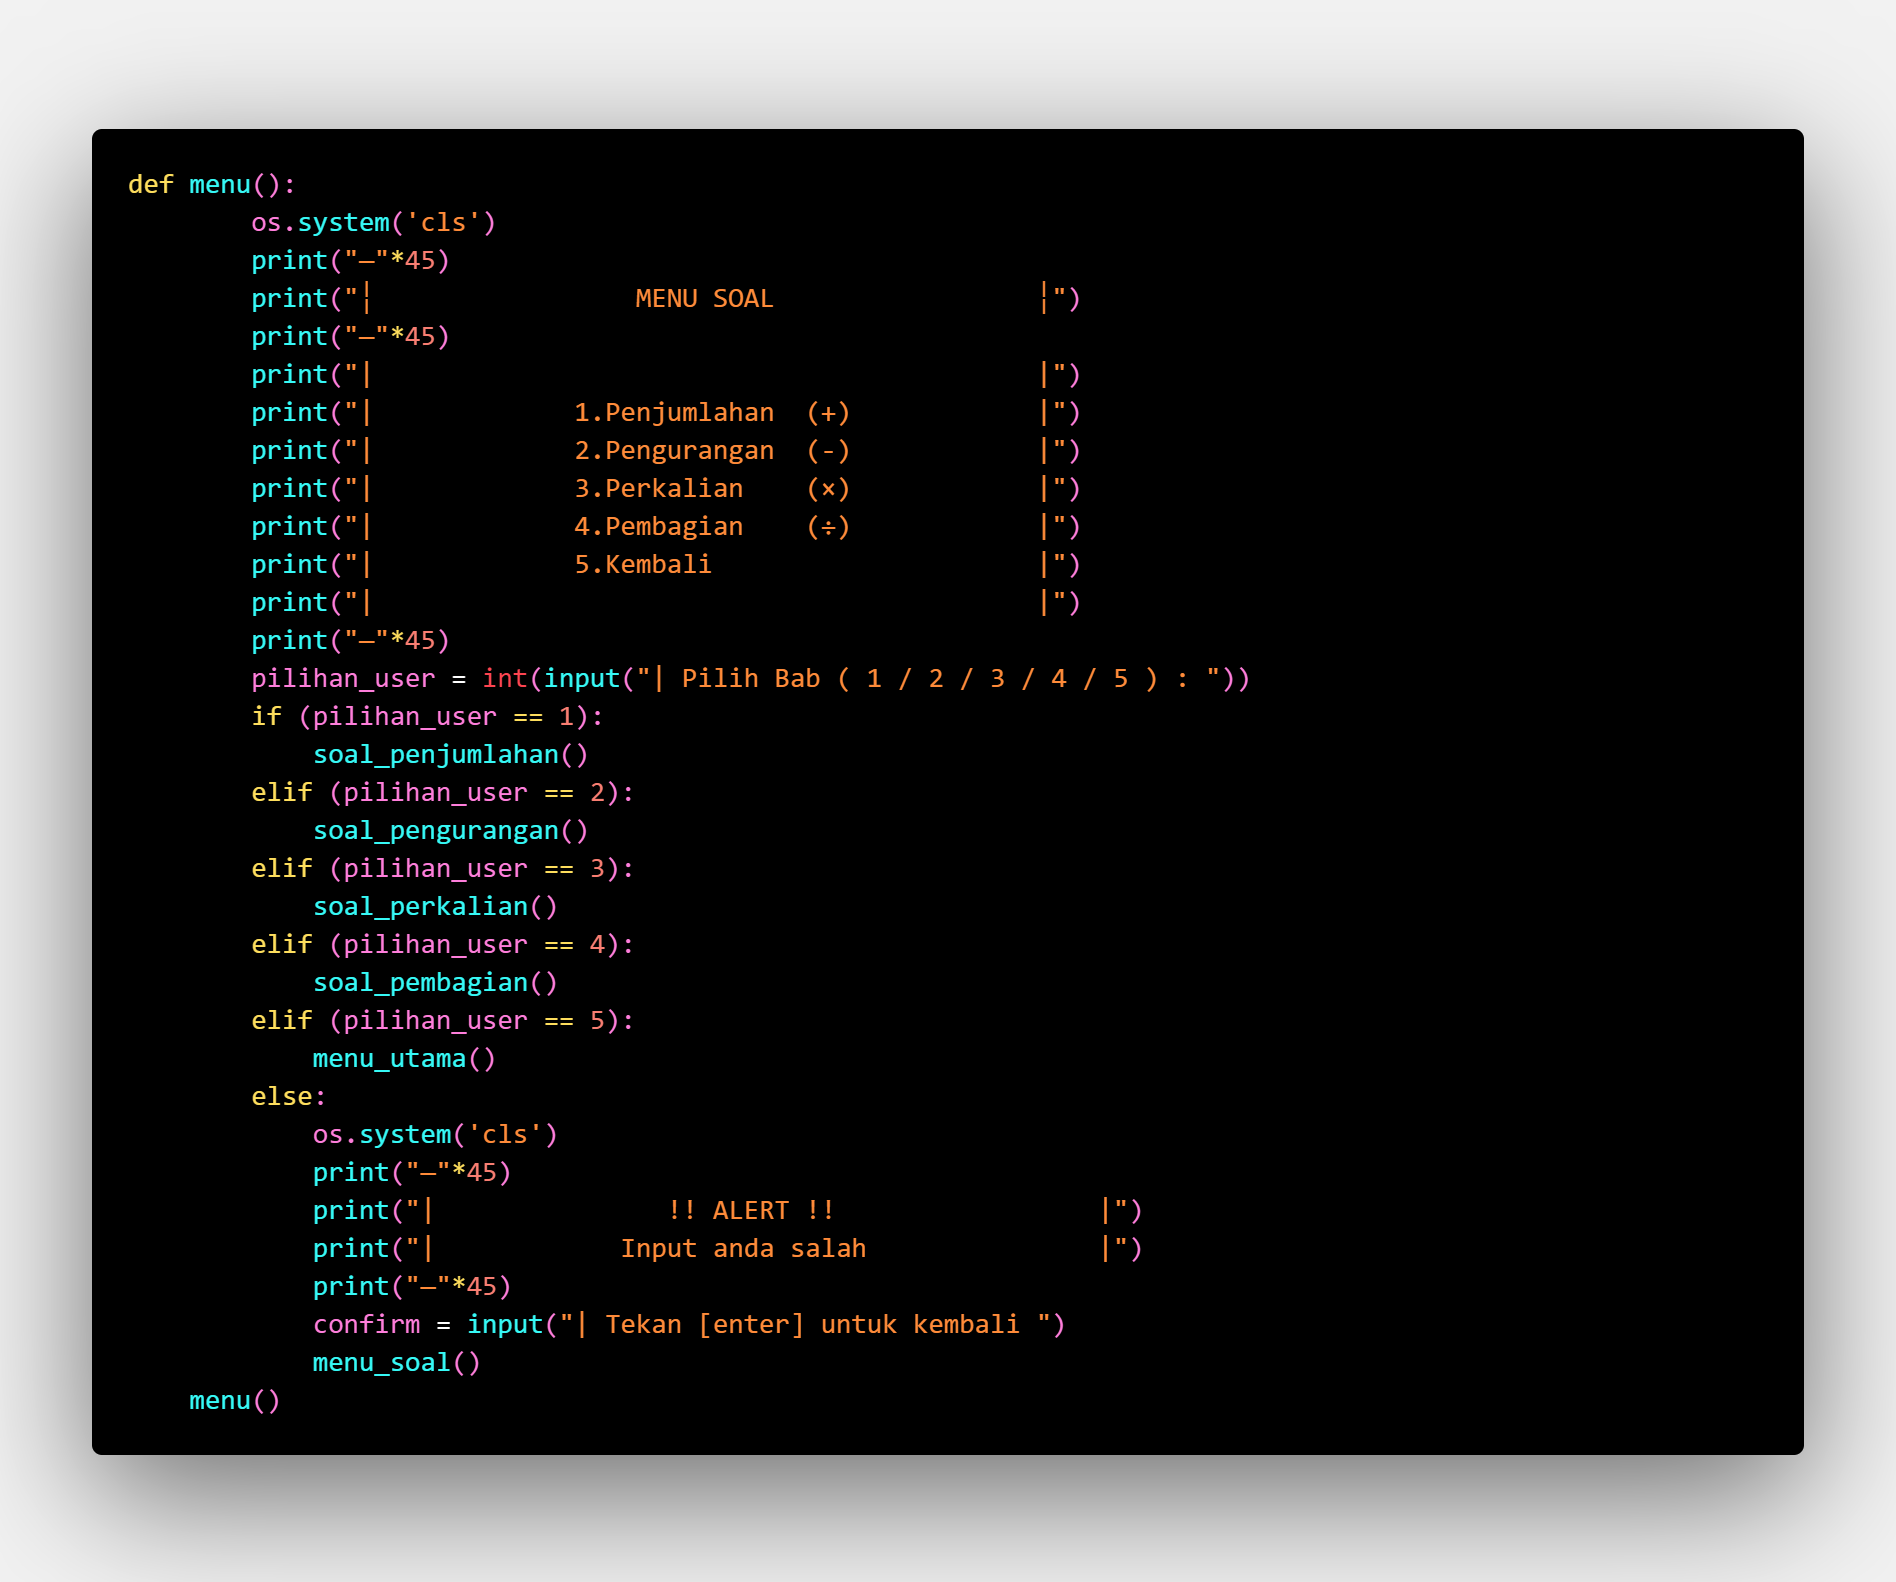 def menu():
        os.system('cls')
        print("—"*45)
        print("¦                 MENU SOAL                 ¦")
        print("—"*45)
        print("|                                           |")
        print("|             1.Penjumlahan  (+)            |")
        print("|             2.Pengurangan  (-)            |")
        print("|             3.Perkalian    (×)            |")
        print("|             4.Pembagian    (÷)            |")
        print("|             5.Kembali                     |")
        print("|                                           |")
        print("—"*45)
        pilihan_user = int(input("| Pilih Bab ( 1 / 2 / 3 / 4 / 5 ) : "))
        if (pilihan_user == 1):
            soal_penjumlahan()
        elif (pilihan_user == 2):
            soal_pengurangan()
        elif (pilihan_user == 3):
            soal_perkalian()
        elif (pilihan_user == 4):
            soal_pembagian()
        elif (pilihan_user == 5):
            menu_utama()
        else:
            os.system('cls')
            print("—"*45)
            print("|               !! ALERT !!                 |")
            print("|            Input anda salah               |")
            print("—"*45)
            confirm = input("| Tekan [enter] untuk kembali ")
            menu_soal()
    menu()